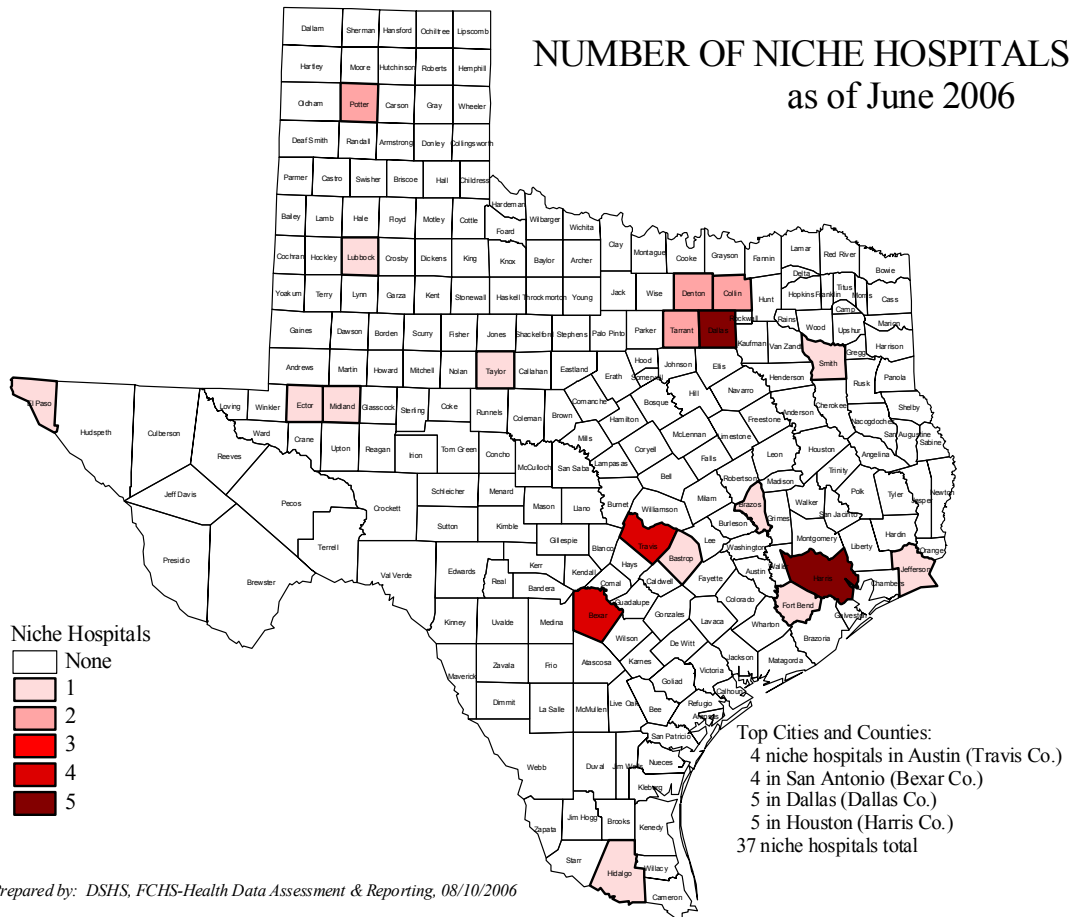 NUMBER OF NICHE HOSPITALS
as of June 2006
Dallam Sherman Hansford Ochiltree Lipscomb
Hartley Moore Hutchinson Roberts Hemphill
Oldham Potter Carson Gray Wheeler
Deaf Smith Randall Armstrong Donley Collingsworth
Parmer Castro Swisher Briscoe Hall Childress
Hardeman
Bailey Lamb Hale Floyd Motley Cottle Foard Wilbarger Wichita
Clay Montague Cooke Grayson Fannin Lamar Red River Bowie
Cochran Hockley Lubbock Crosby Dickens King Knox Baylor Archer
Delta Hopkins Franklin Titus Morris Cass
Yoakum Terry Lynn Garza Kent Stonewall Haskell Throckmorton Young Jack Wise Denton Collin Hunt
Camp Rains Wood Upshur Marion
Gaines Dawson Borden Scurry Fisher Jones Shackelford Stephens Palo Pinto Parker Tarrant Dallas Rockwall Kaufman Van Zandt
Smith Gregg Harrison
Andrews Martin Howard Mitchell Nolan Taylor Callahan Eastland Erath Hood Somervell Johnson Ellis Henderson Rusk Panola
El Paso Hudspeth Culberson Loving Winkler Ector Midland Glasscock Sterling Coke Runnels Coleman Brown Comanche Bosque Hill Navarro
Hamilton Freestone Anderson Cherokee Nacogdoches Shelby
Reeves Ward Crane Upton Reagan Irion Tom Green Concho McCulloch San Saba Mills Lampasas Coryell McLennan Limestone Leon Houston Angelina San Augustine Sabine
Bell Falls Robertson Madison Trinity
Jeff Davis Pecos Crockett Schleicher Menard Mason Llano Burnet Williamson Milam Brazos Grimes Walker San Jacinto Polk Tyler Jasper Newton
Sutton Kimble Gillespie Blanco Travis Bastrop Lee Burleson Washington Montgomery Liberty Hardin Orange
Presidio Brewster Terrell Val Verde Edwards Real Kerr Bandera Kendall Hays Comal Caldwell Fayette Austin Waller Harris Chambers Jefferson
Guadalupe Colorado Fort Bend Galveston
Kinney Uvalde Medina Bexar Gonzales Lavaca Wharton Brazoria
Wilson De Witt Jackson Matagorda
Maverick Zavala Frio Atascosa Karnes Goliad Victoria Calhoun
Dimmit La Salle McMullen Live Oak Bee Refugio Aransas
San Patricio
Webb Duval Jim Wells Nueces
Kleberg
Zapata Jim Hogg Brooks Kenedy
Starr Hidalgo Willacy
Cameron
Niche Hospitals
None
1
2
3
4
5
Top Cities and Counties:
4 niche hospitals in Austin (Travis Co.)
4 in San Antonio (Bexar Co.)
5 in Dallas (Dallas Co.)
5 in Houston (Harris Co.)
37 niche hospitals total
Prepared by: DSHS, FCHS-Health Data Assessment & Reporting, 08/10/2006